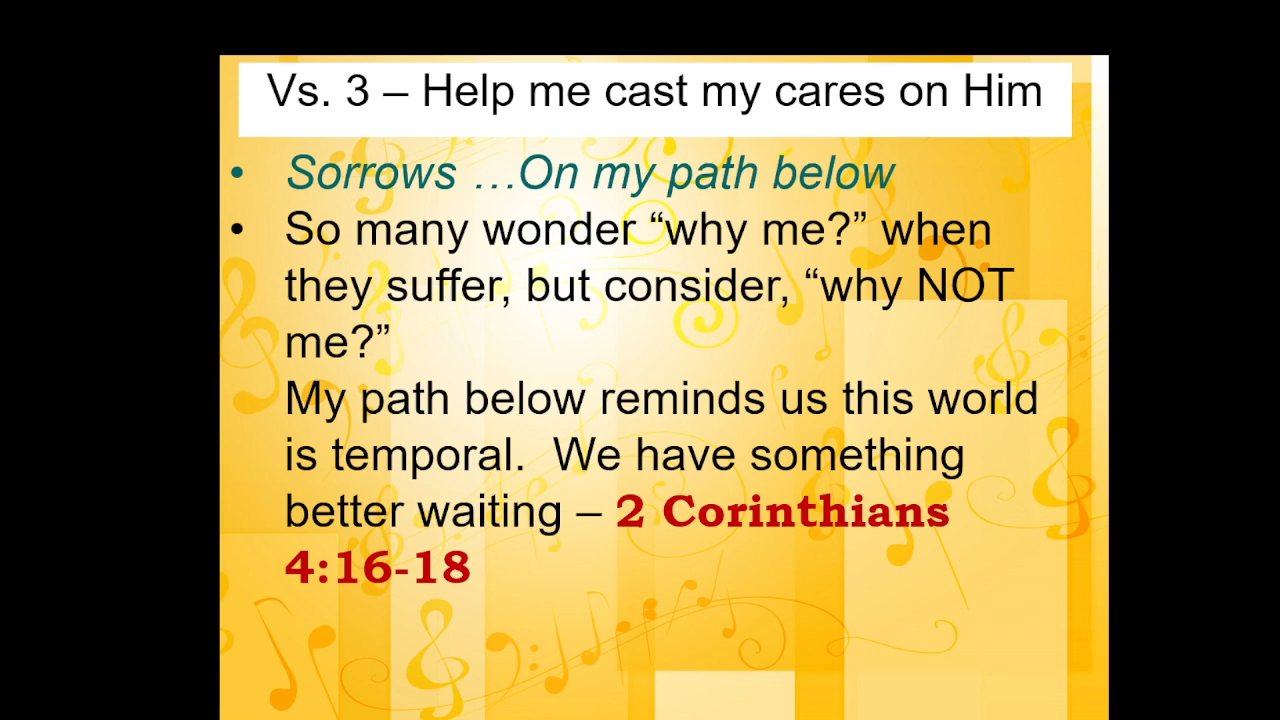 Vs. 3 – Help me cast my cares on Him
• Sorrows …On my path below
• So many wonder “why me?” when
they suffer, but consider, “why NOT
me?”
My path below reminds us this world
is temporal.  We have something
better waiting – 2 Corinthians
4:16-18